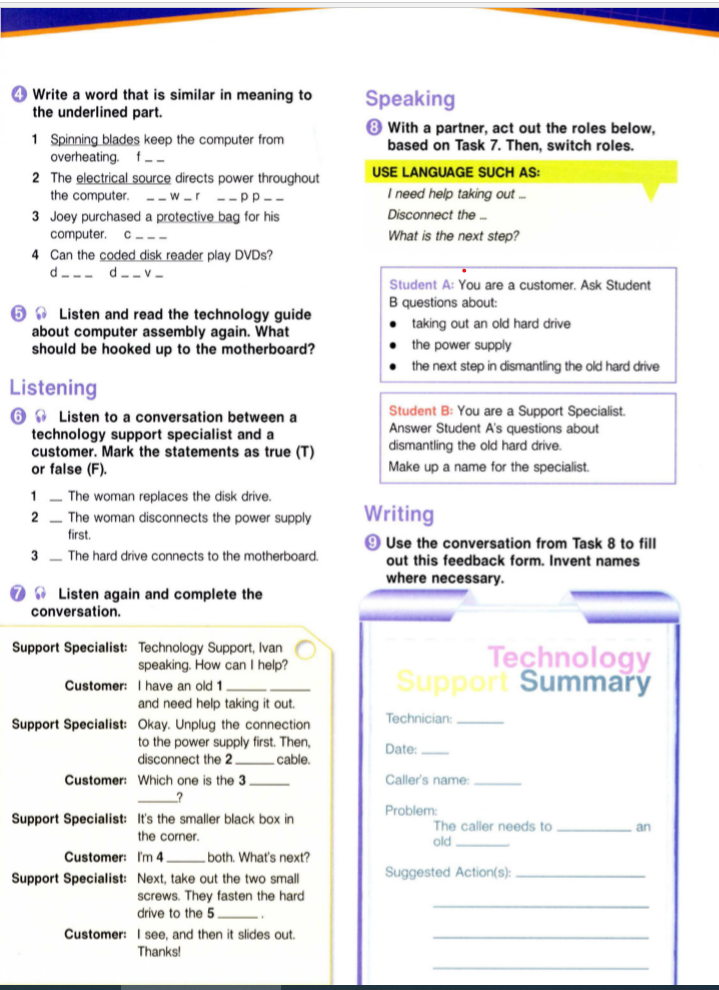 4 Write a word that is similar in meaning to
the underlined part.
1 Spinning blades keep the computer from
overheating. f _ _
2 The electrical source directs power throughout
the computer. _ _ w _ r _ _ p p _ _
3 Joey purchased a protective bag for his
computer. c _ _ _
4 Can the coded disk reader play DVDs?
d _ _ _ d _ _ v _
5 Listen and read the technology guide
about computer assembly again. What
should be hooked up to the motherboard?
Listening
6 Listen to a conversation between a
technology support specialist and a
customer. Mark the statements as true (T)
or false (F).
1 _ The woman replaces the disk drive.
2 _ The woman disconnects the power supply
first.
3 _ The hard drive connects to the motherboard.
7 Listen again and complete the
conversation.
Support Specialist: Technology Support, Ivan
speaking. How can I help?
Customer: I have an old 1 ______ ______
and need help taking it out.
Support Specialist: Okay. Unplug the connection
to the power supply first. Then,
disconnect the 2 ______ cable.
Customer: Which one is the 3 ______
______?
Support Specialist: It's the smaller black box in
the corner.
Customer: I'm 4 ______ both. What's next?
Support Specialist: Next, take out the two small
screws. They fasten the hard
drive to the 5 ______ .
Customer: I see, and then it slides out.
Thanks!
Speaking
8 With a partner, act out the roles below,
based on Task 7. Then, switch roles.
USE LANGUAGE SUCH AS:
I need help taking out ...
Disconnect the ...
What is the next step?
Student A: You are a customer. Ask Student
B questions about:
• taking out an old hard drive
• the power supply
• the next step in dismantling the old hard drive
Student B: You are a Support Specialist.
Answer Student A's questions about
dismantling the old hard drive.
Make up a name for the specialist.
Writing
9 Use the conversation from Task 8 to fill
out this feedback form. Invent names
where necessary.
Technology
Support Summary
Technician: ______
Date: ____
Caller's name: ______
Problem:
The caller needs to ______ an
old ______.
Suggested Action(s): ______